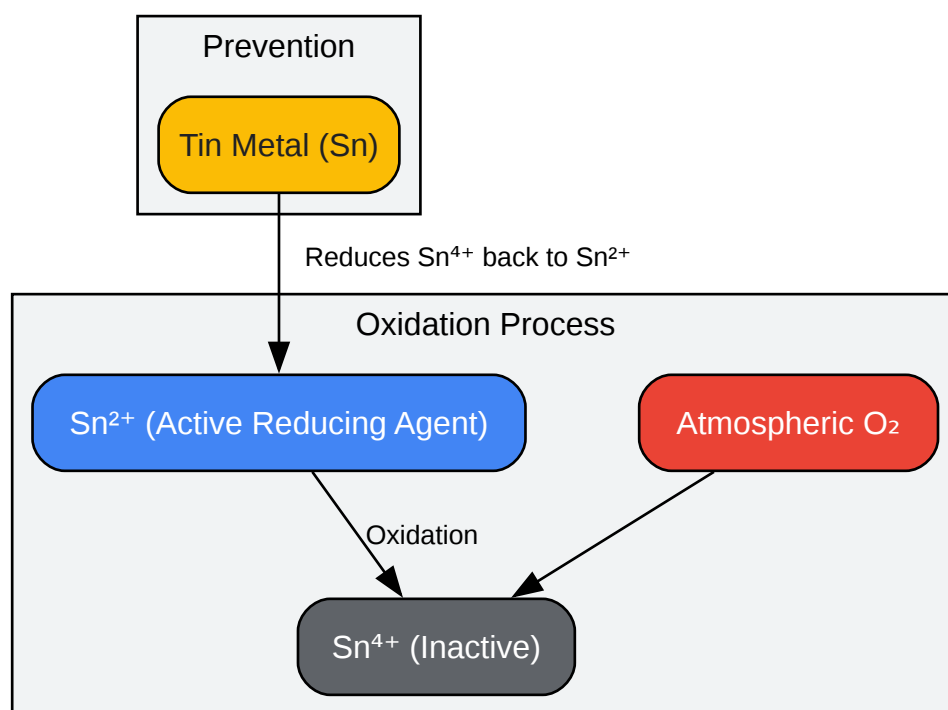 Prevention
Tin Metal (Sn)
Reduces Sn⁴⁺ back to Sn²⁺
Oxidation Process
Sn²⁺ (Active Reducing Agent)
Atmospheric O₂
Oxidation
Sn⁴⁺ (Inactive)